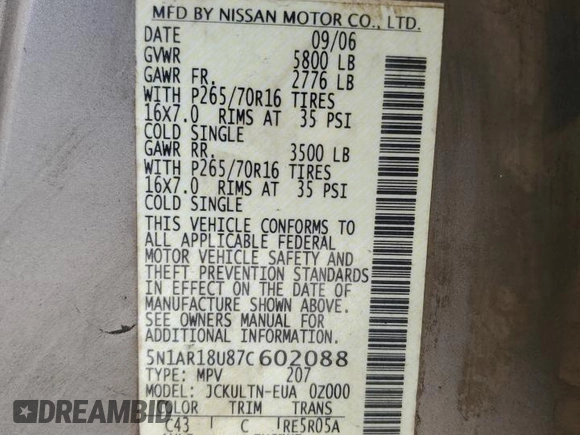 MFD BY NISSAN MOTOR CO., LTD.
DATE 09/06
GVWR 5800 LB
GAWR FR. 2776 LB
WITH P265/70R16 TIRES
16X7.0 RIMS AT 35 PSI
COLD SINGLE
GAWR RR. 3500 LB
WITH P265/70R16 TIRES
16X7.0 RIMS AT 35 PSI
COLD SINGLE
THIS VEHICLE CONFORMS TO
ALL APPLICABLE FEDERAL
MOTOR VEHICLE SAFETY AND
THEFT PREVENTION STANDARDS
IN EFFECT ON THE DATE OF
MANUFACTURE SHOWN ABOVE.
SEE OWNERS MANUAL FOR
ADDITIONAL INFORMATION.
5N1AR18U87C602088
TYPE: MPV 207
MODEL: JCKULTN-EUA 0Z000
COLOR TRIM TRANS
C43 C RE5R05A
DREAMBID